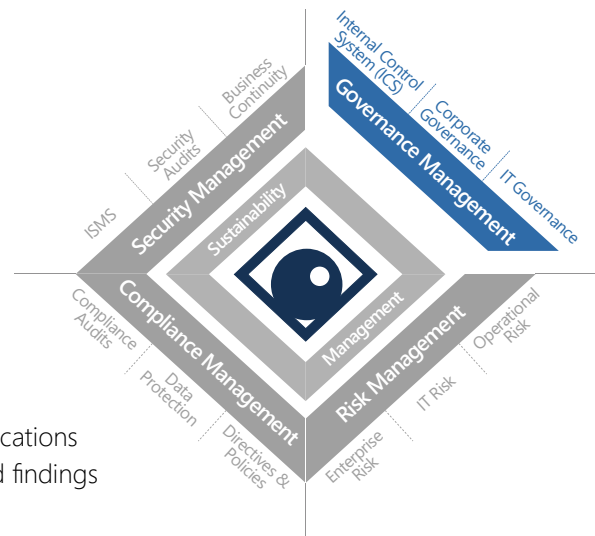 Business
Continuity
Security
Audits
ISMS
Security Management
Internal Control
System (ICS)
Corporate
Governance
IT Governance
Governance Management
Sustainability
Management
Compliance Management
Compliance
Audits
Data
Protection
Directives &
Policies
Risk Management
Operational
Risk
IT Risk
Enterprise
Risk
cations
d findings